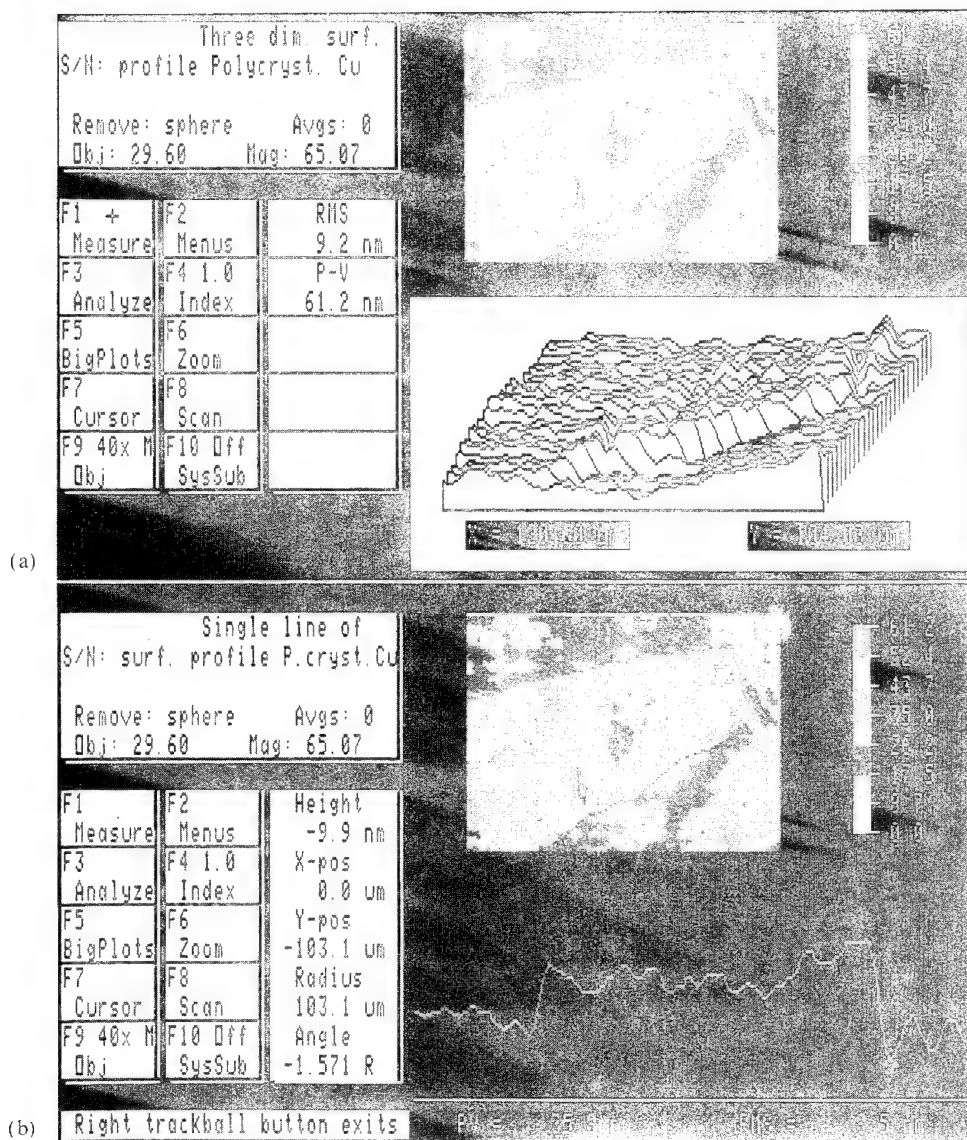 Three dim. surf.
S/N: profile Polycryst. Cu
Remove: sphere Avgs: 0
Obj: 29.60 Mag: 65.07
F1 + F2 RMS
Measure Menus 9.2 nm
F3 F4 1.0 P-V
Analyze Index 61.2 nm
F5 F6
BigPlots Zoom
F7 F8
Cursor Scan
F9 40x M F10 Off
Obj SysSub
(a)
Single line of
S/N: surf. profile P.cryst.Cu
Remove: sphere Avgs: 0
Obj: 29.60 Mag: 65.07
F1 F2 Height
Measure Menus -9.9 nm
F3 F4 1.0 X-pos
Analyze Index 0.0 um
F5 F6 Y-pos
BigPlots Zoom -103.1 um
F7 F8 Radius
Cursor Scan 103.1 um
F9 40x M F10 Off Angle
Obj SysSub -1.571 R
(b) Right trackball button exits